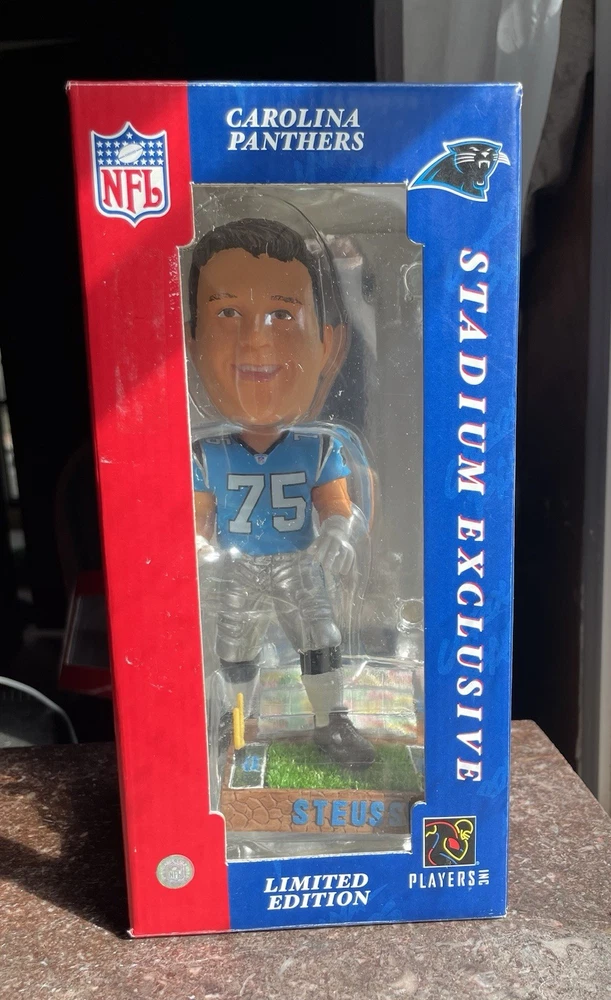 CAROLINA
PANTHERS
NFL
STADIUM EXCLUSIVE
75
STEUSS
LIMITED
EDITION
PLAYERS INC